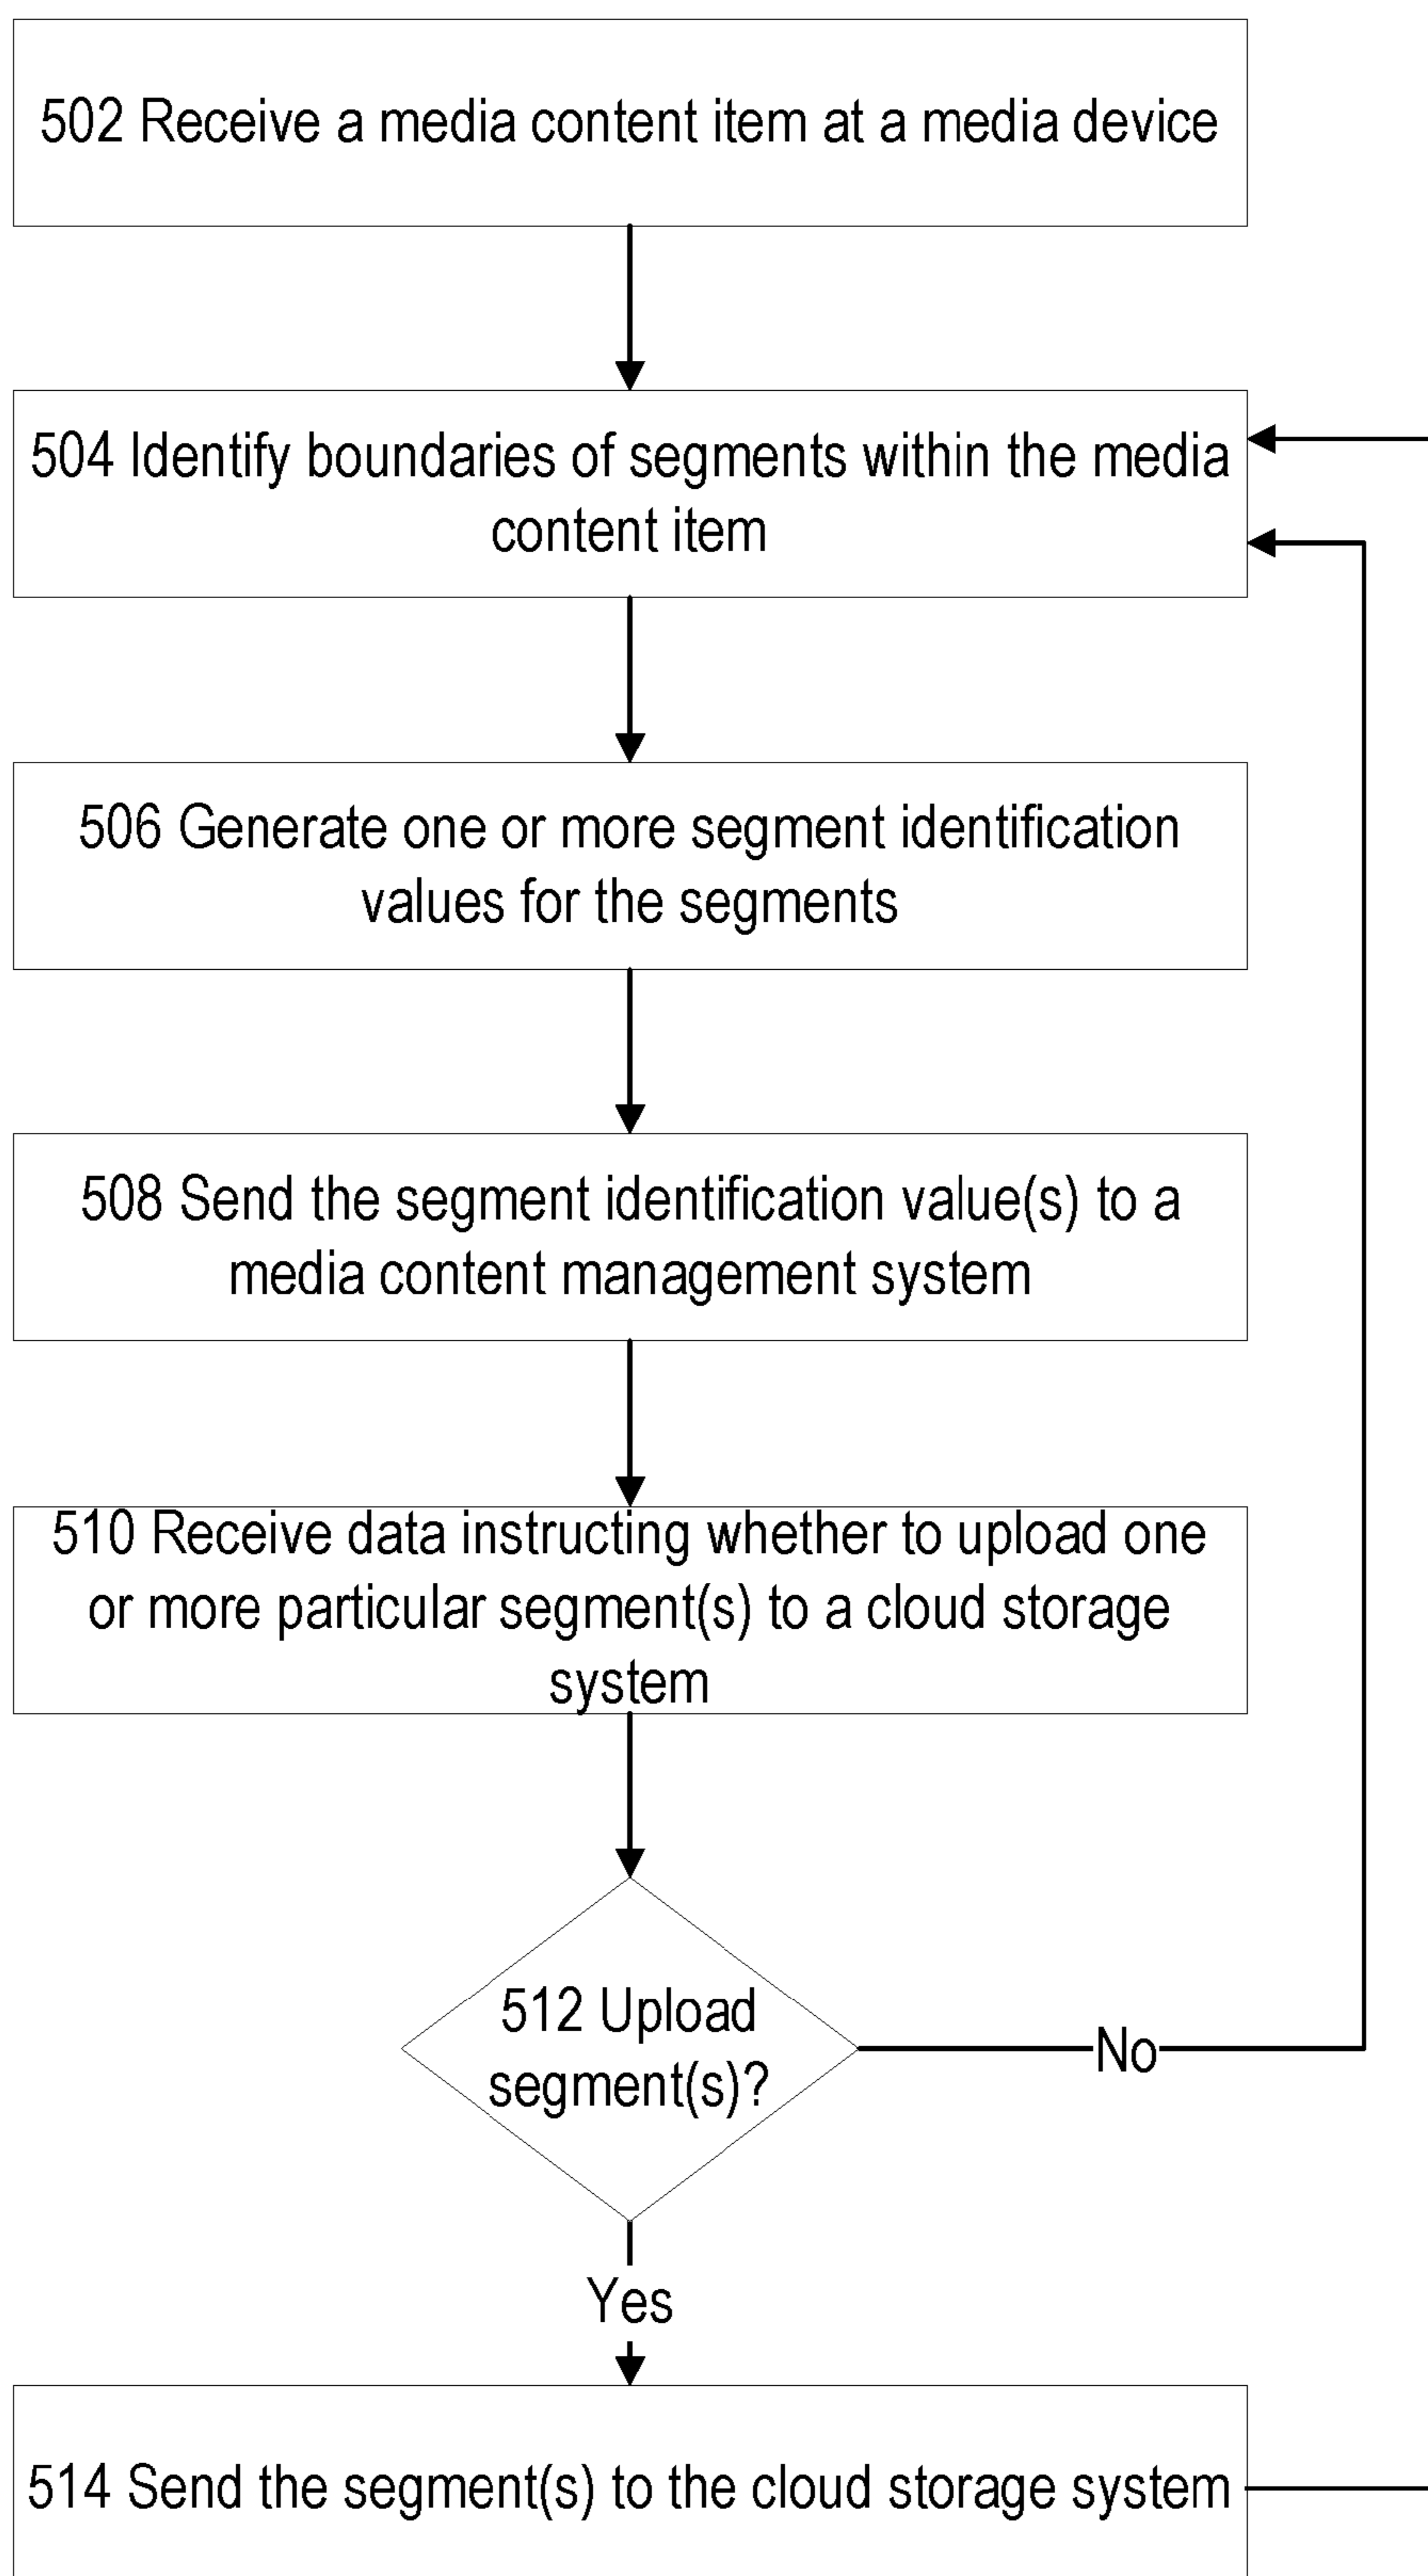 502 Receive a media content item at a media device
504 Identify boundaries of segments within the media
content item
506 Generate one or more segment identification
values for the segments
508 Send the segment identification value(s) to a
media content management system
510 Receive data instructing whether to upload one
or more particular segment(s) to a cloud storage
system
512 Upload
segment(s)?
No
Yes
514 Send the segment(s) to the cloud storage system